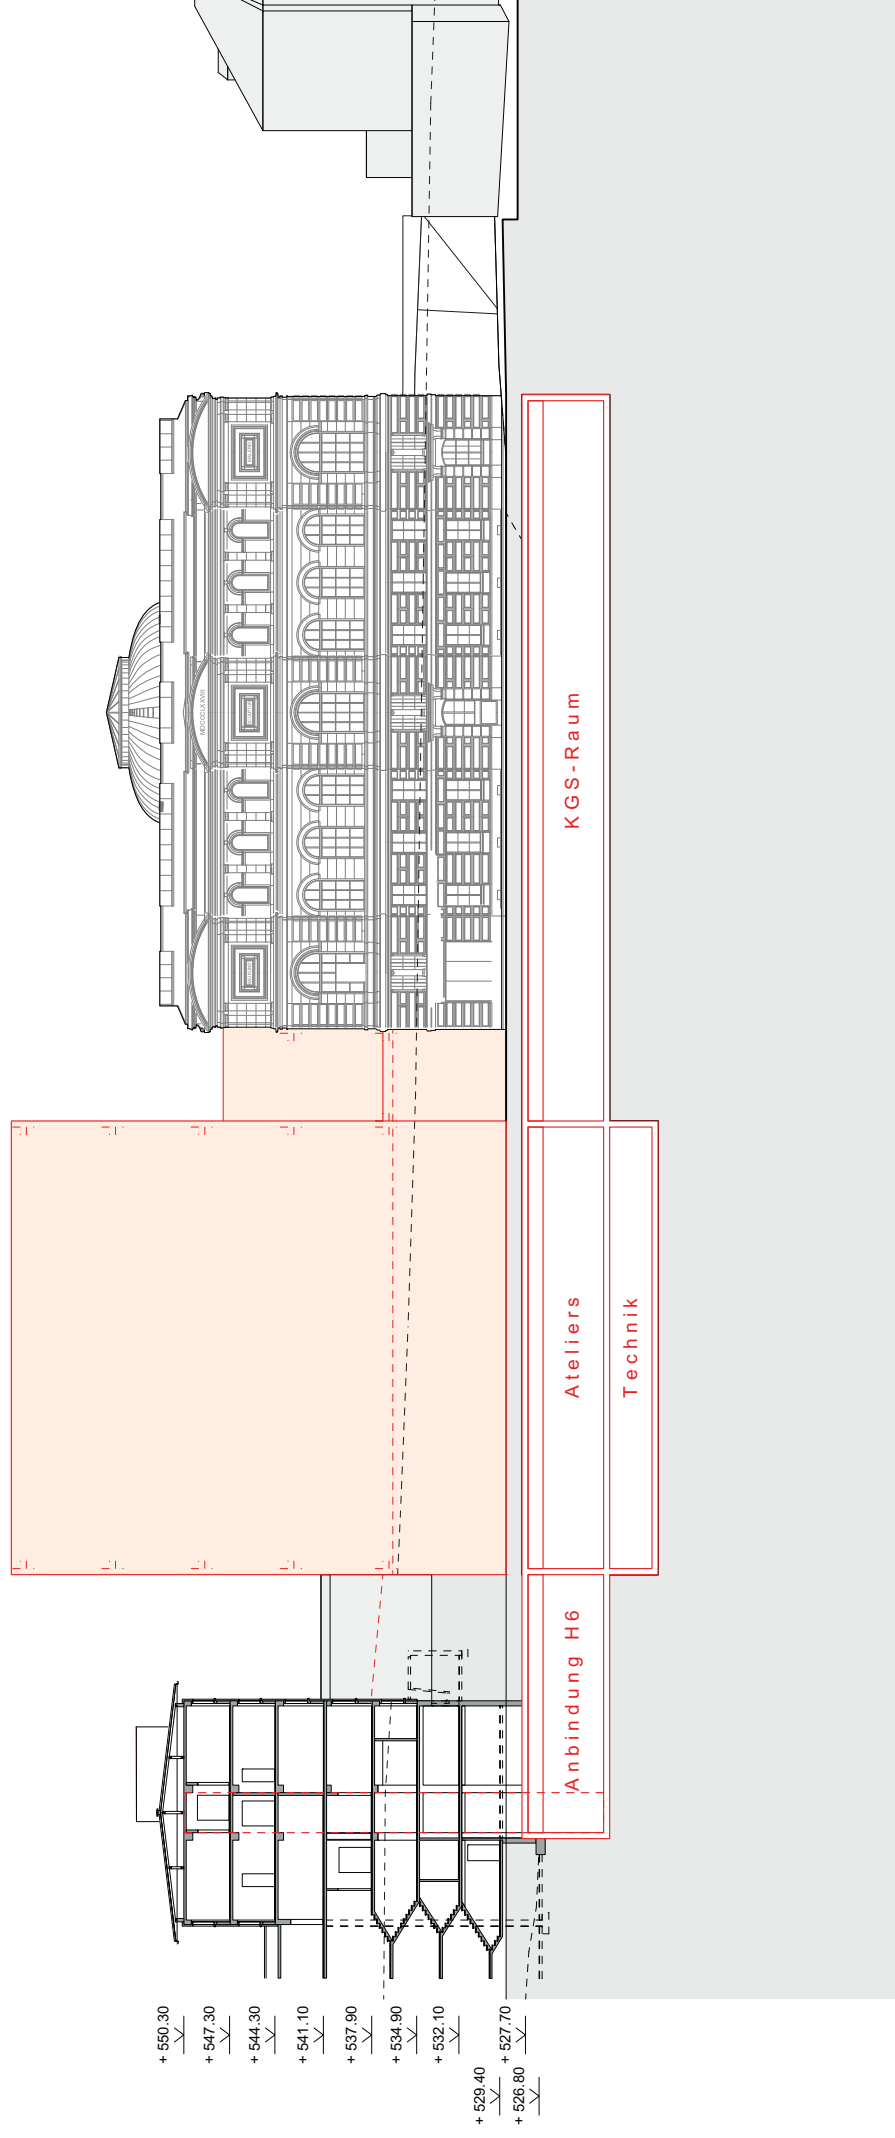 MDCCCLXXVIII
KGS-Raum
Ateliers
Technik
Anbindung H6
+ 550.30
+ 547.30
+ 544.30
+ 541.10
+ 537.90
+ 534.90
+ 532.10
+ 529.40
+ 527.70
+ 526.80